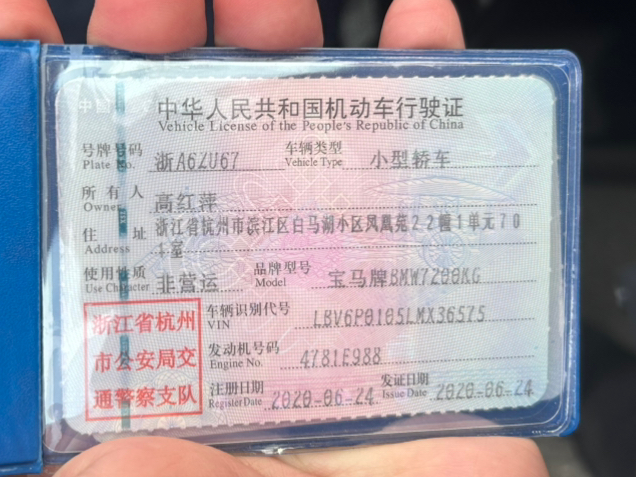 中华人民共和国机动车行驶证
Vehicle License of the People's Republic of China
号牌号码 浙A6ZU67 车辆类型 小型轿车
Plate No. Vehicle Type
所有人 高红萍
Owner
住址 浙江省杭州市滨江区白马湖小区凤凰苑22幢1单元70
Address 1室
使用性质 非营运 品牌型号 宝马牌BMW7200KG
Use Character Model
浙江省杭州
市公安局交
通警察支队
车辆识别代号 LBV6P0105LMX36575
VIN
发动机号码 4781E988
Engine No.
注册日期 2020-06-24 发证日期 2020-06-24
Register Date Issue Date